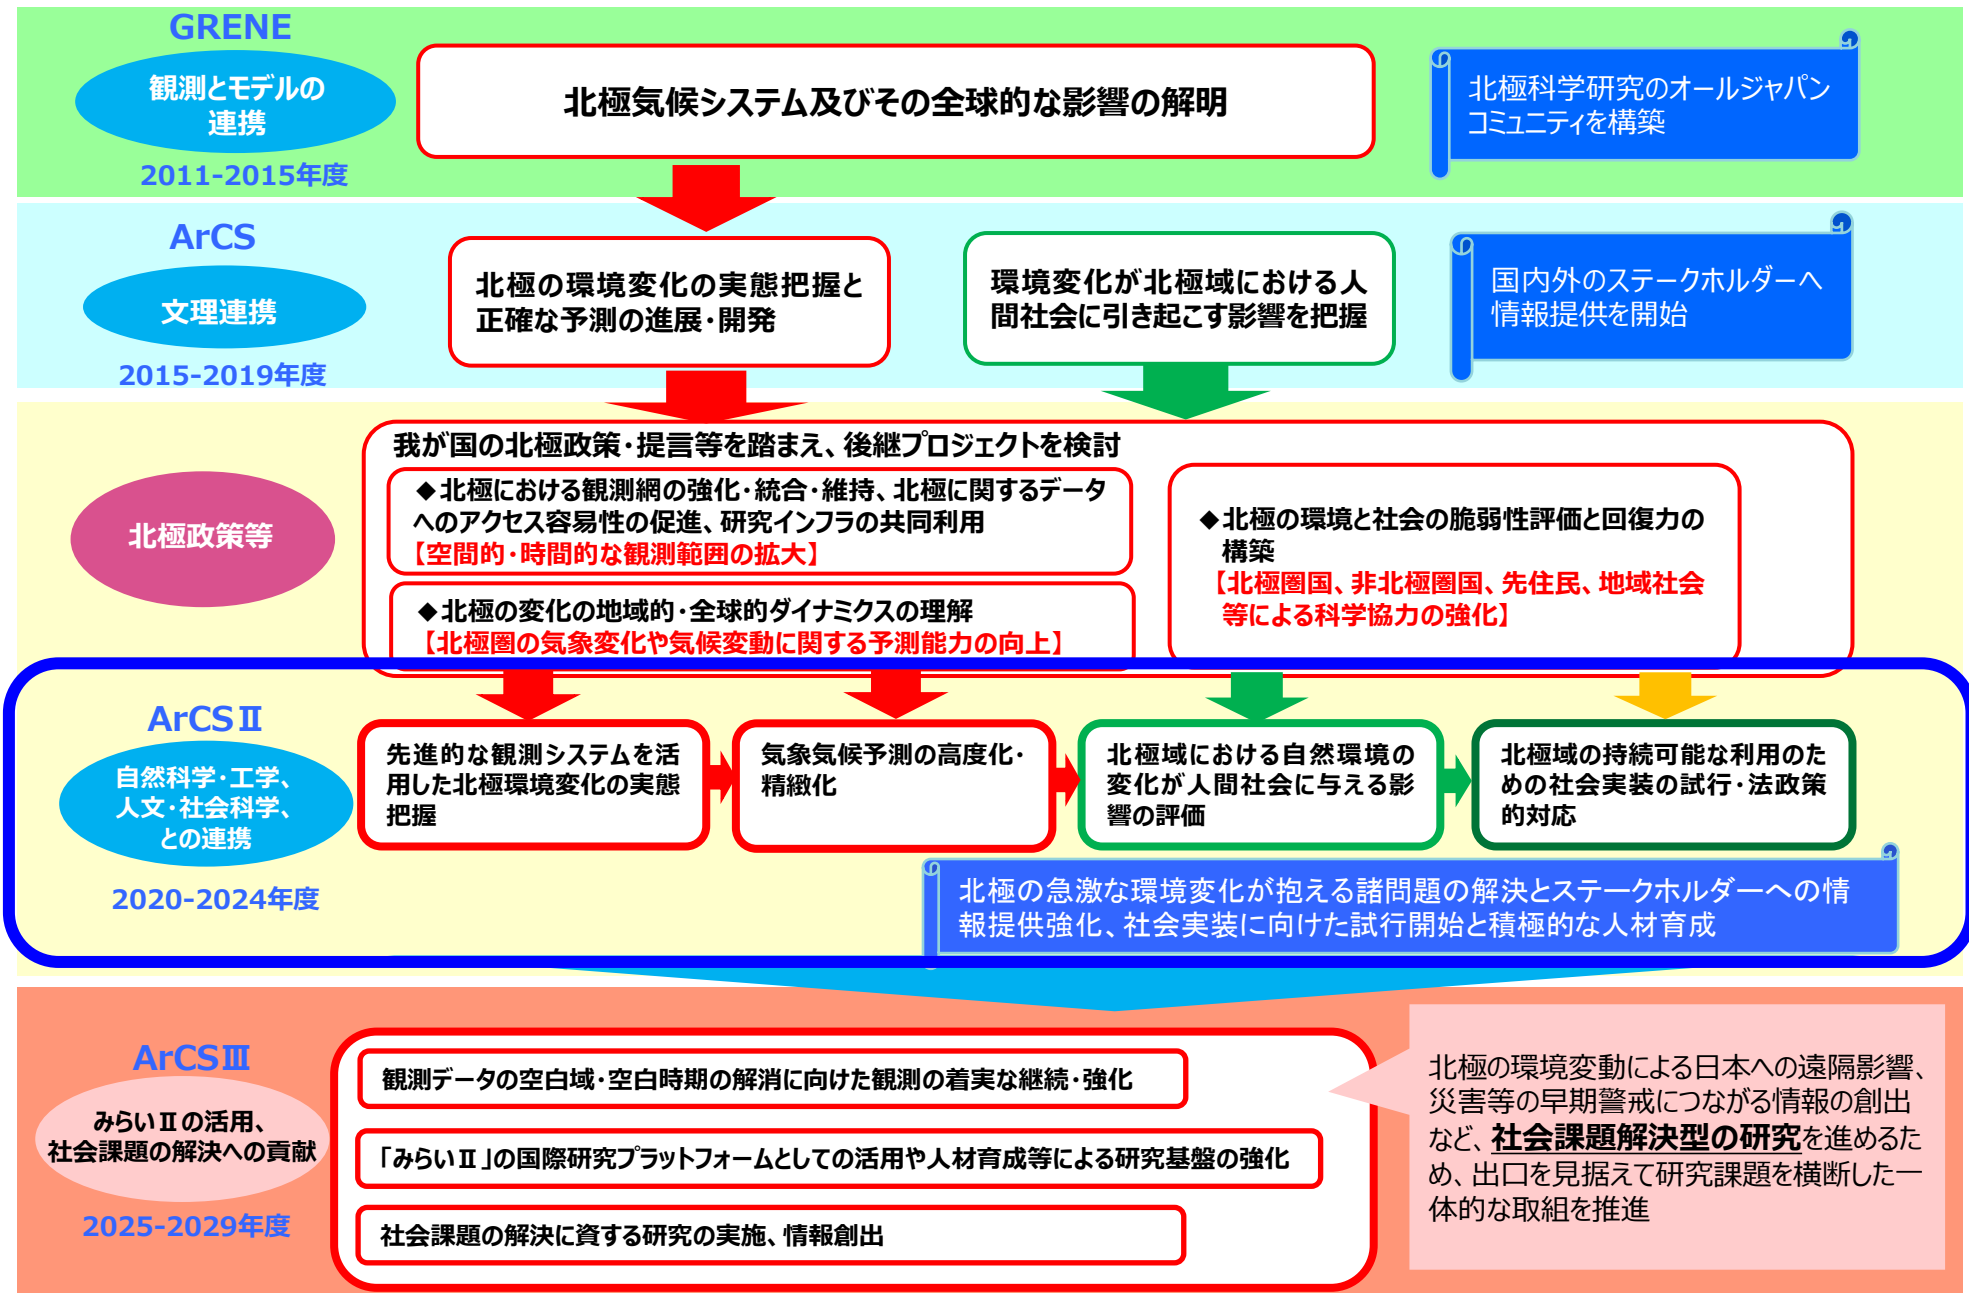 GRENE
観測とモデルの
連携
2011-2015年度
北極気候システム及びその全球的な影響の解明
北極科学研究のオールジャパン
コミュニティを構築
ArCS
文理連携
2015-2019年度
北極の環境変化の実態把握と
正確な予測の進展・開発
環境変化が北極域における人
間社会に引き起こす影響を把握
国内外のステークホルダーへ
情報提供を開始
北極政策等
我が国の北極政策・提言等を踏まえ、後継プロジェクトを検討
◆北極における観測網の強化・統合・維持、北極に関するデータ
へのアクセス容易性の促進、研究インフラの共同利用
【空間的・時間的な観測範囲の拡大】
◆北極の変化の地域的・全球的ダイナミクスの理解
【北極圏の気象変化や気候変動に関する予測能力の向上】
◆北極の環境と社会の脆弱性評価と回復力の
構築
【北極圏国、非北極圏国、先住民、地域社会
等による科学協力の強化】
ArCSⅡ
自然科学・工学、
人文・社会科学、
との連携
2020-2024年度
先進的な観測システムを活
用した北極環境変化の実態
把握
気象気候予測の高度化・
精緻化
北極域における自然環境の
変化が人間社会に与える影
響の評価
北極域の持続可能な利用のた
めの社会実装の試行・法政策
的対応
北極の急激な環境変化が抱える諸問題の解決とステークホルダーへの情
報提供強化、社会実装に向けた試行開始と積極的な人材育成
ArCSⅢ
みらいⅡの活用、
社会課題の解決への貢献
2025-2029年度
観測データの空白域・空白時期の解消に向けた観測の着実な継続・強化
「みらいⅡ」の国際研究プラットフォームとしての活用や人材育成等による研究基盤の強化
社会課題の解決に資する研究の実施、情報創出
北極の環境変動による日本への遠隔影響、
災害等の早期警戒につながる情報の創出
など、社会課題解決型の研究を進めるた
め、出口を見据えて研究課題を横断した一
体的な取組を推進